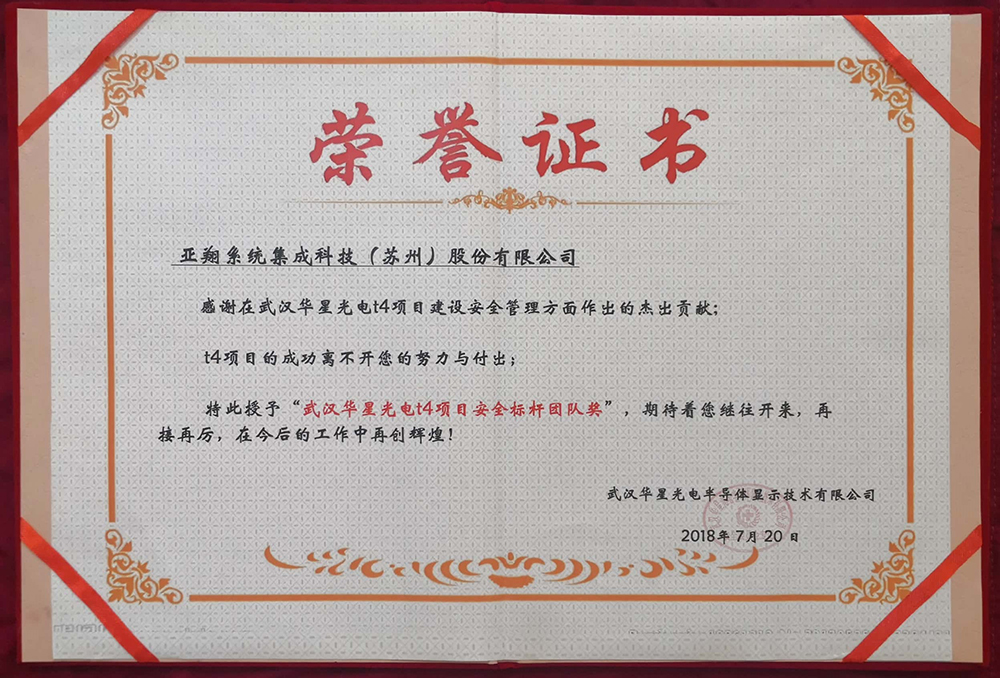 荣誉证书
亚翔系统集成科技（苏州）股份有限公司
感谢在武汉华星光电t4项目建设安全管理方面作出的杰出贡献；
t4项目的成功离不开您的努力与付出；
特此授予“武汉华星光电t4项目安全标杆团队奖”，期待着您继往开来，再
接再厉，在今后的工作中再创辉煌！
武汉华星光电半导体显示技术有限公司
2018年7月20日